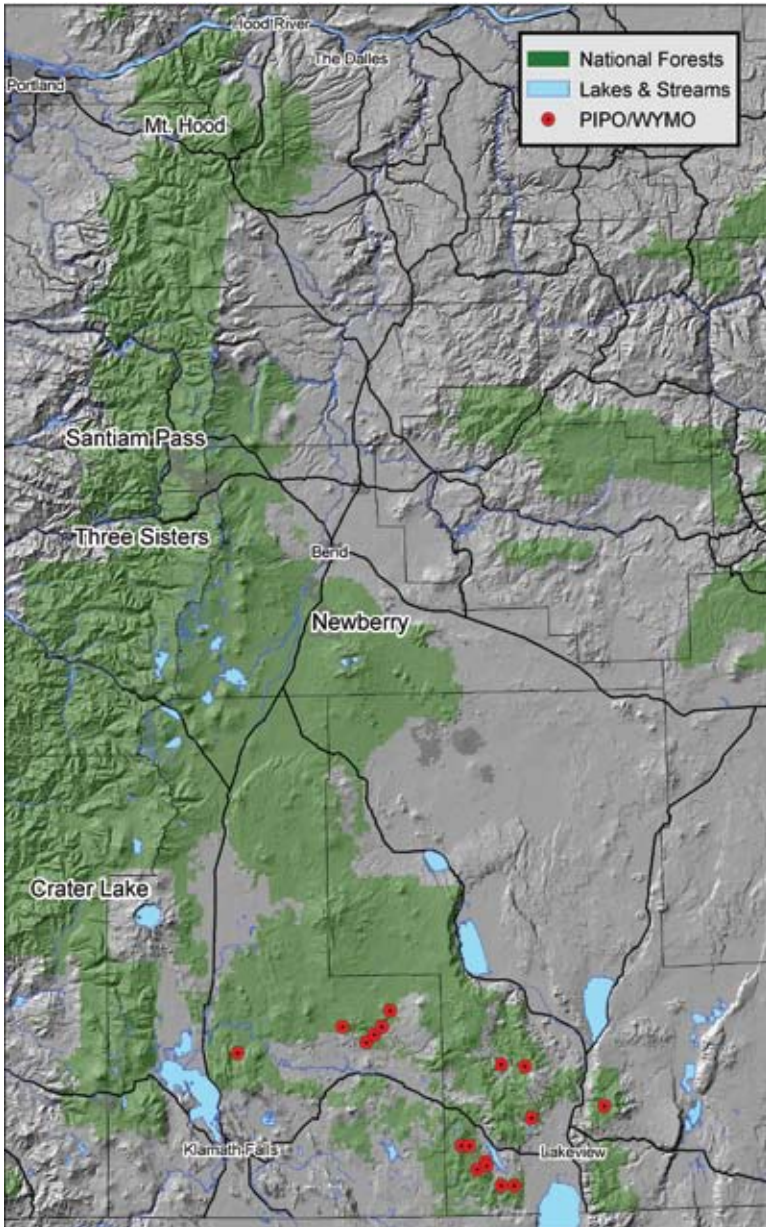 Hood River
The Dalles
Portland
Mt. Hood
National Forests
Lakes & Streams
PIPO/WYMO
Santiam Pass
Three Sisters
Bend
Newberry
Crater Lake
Klamath Falls
Lakeview